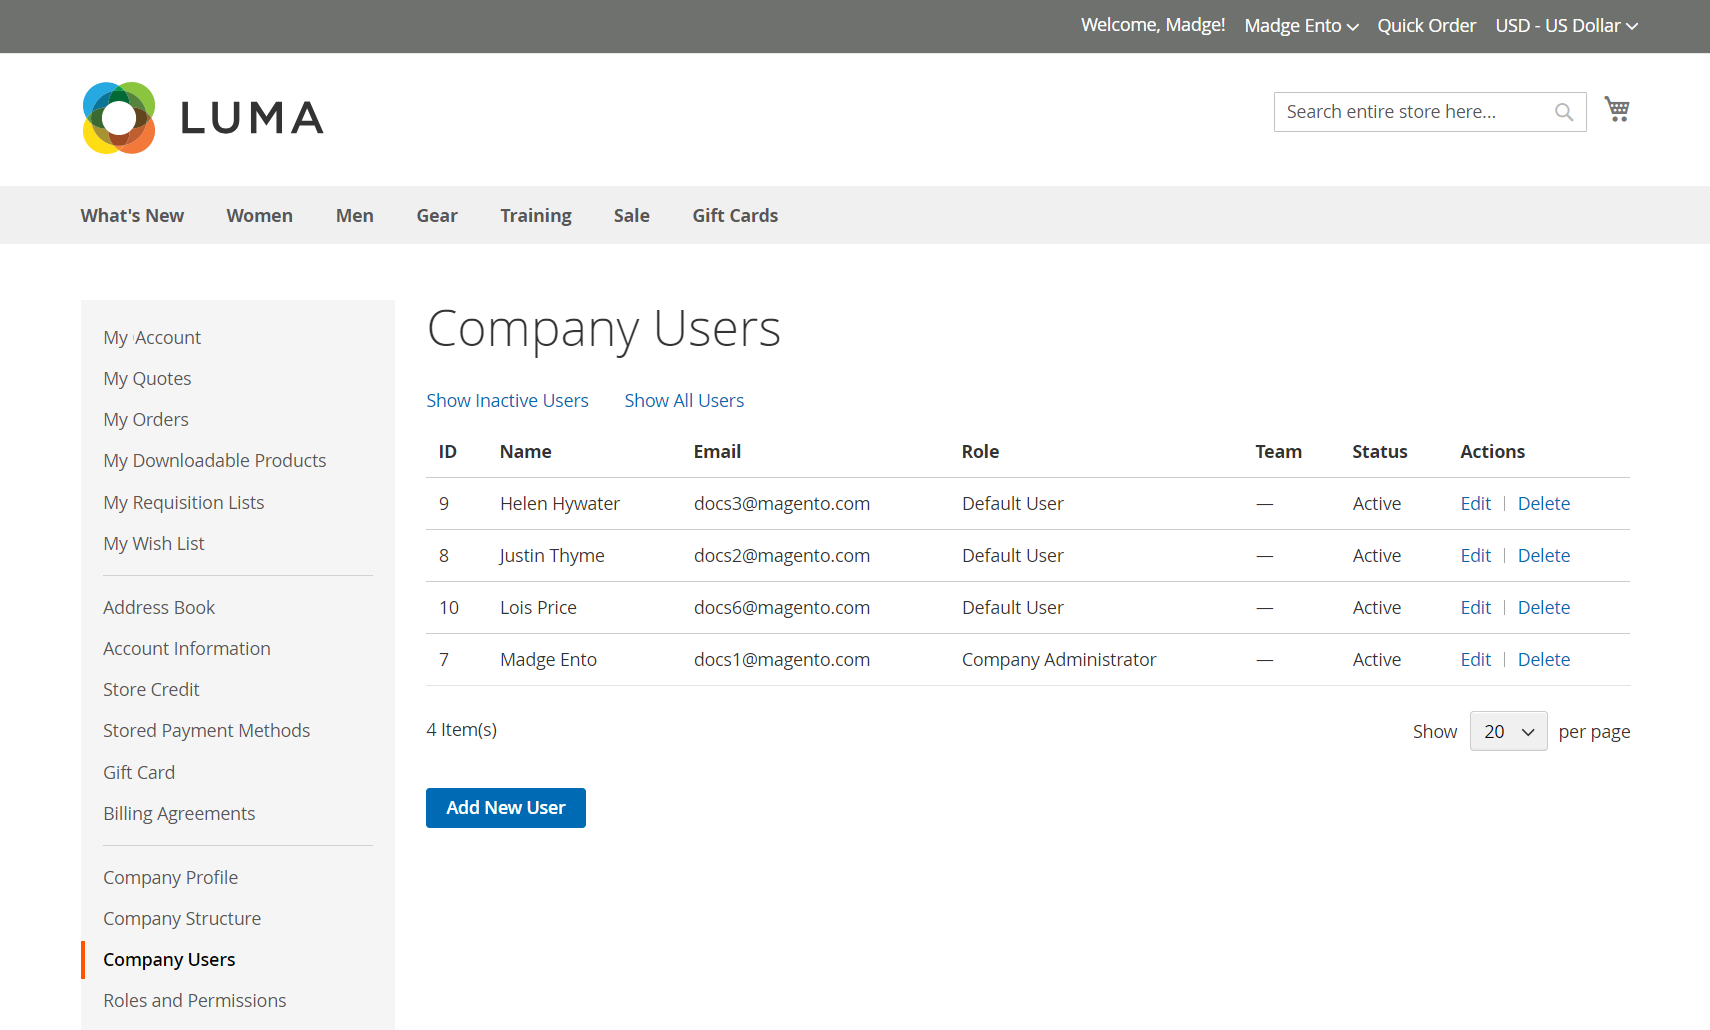 Welcome, Madge! Madge Ento Quick Order USD - US Dollar
LUMA
Search entire store here...
What's New Women Men Gear Training Sale Gift Cards
My Account
My Quotes
My Orders
My Downloadable Products
My Requisition Lists
My Wish List
Address Book
Account Information
Store Credit
Stored Payment Methods
Gift Card
Billing Agreements
Company Profile
Company Structure
Company Users
Roles and Permissions
Company Users
Show Inactive Users Show All Users
ID Name Email Role Team Status Actions
9 Helen Hywater docs3@magento.com Default User — Active Edit | Delete
8 Justin Thyme docs2@magento.com Default User — Active Edit | Delete
10 Lois Price docs6@magento.com Default User — Active Edit | Delete
7 Madge Ento docs1@magento.com Company Administrator — Active Edit | Delete
4 Item(s) Show 20 per page
Add New User